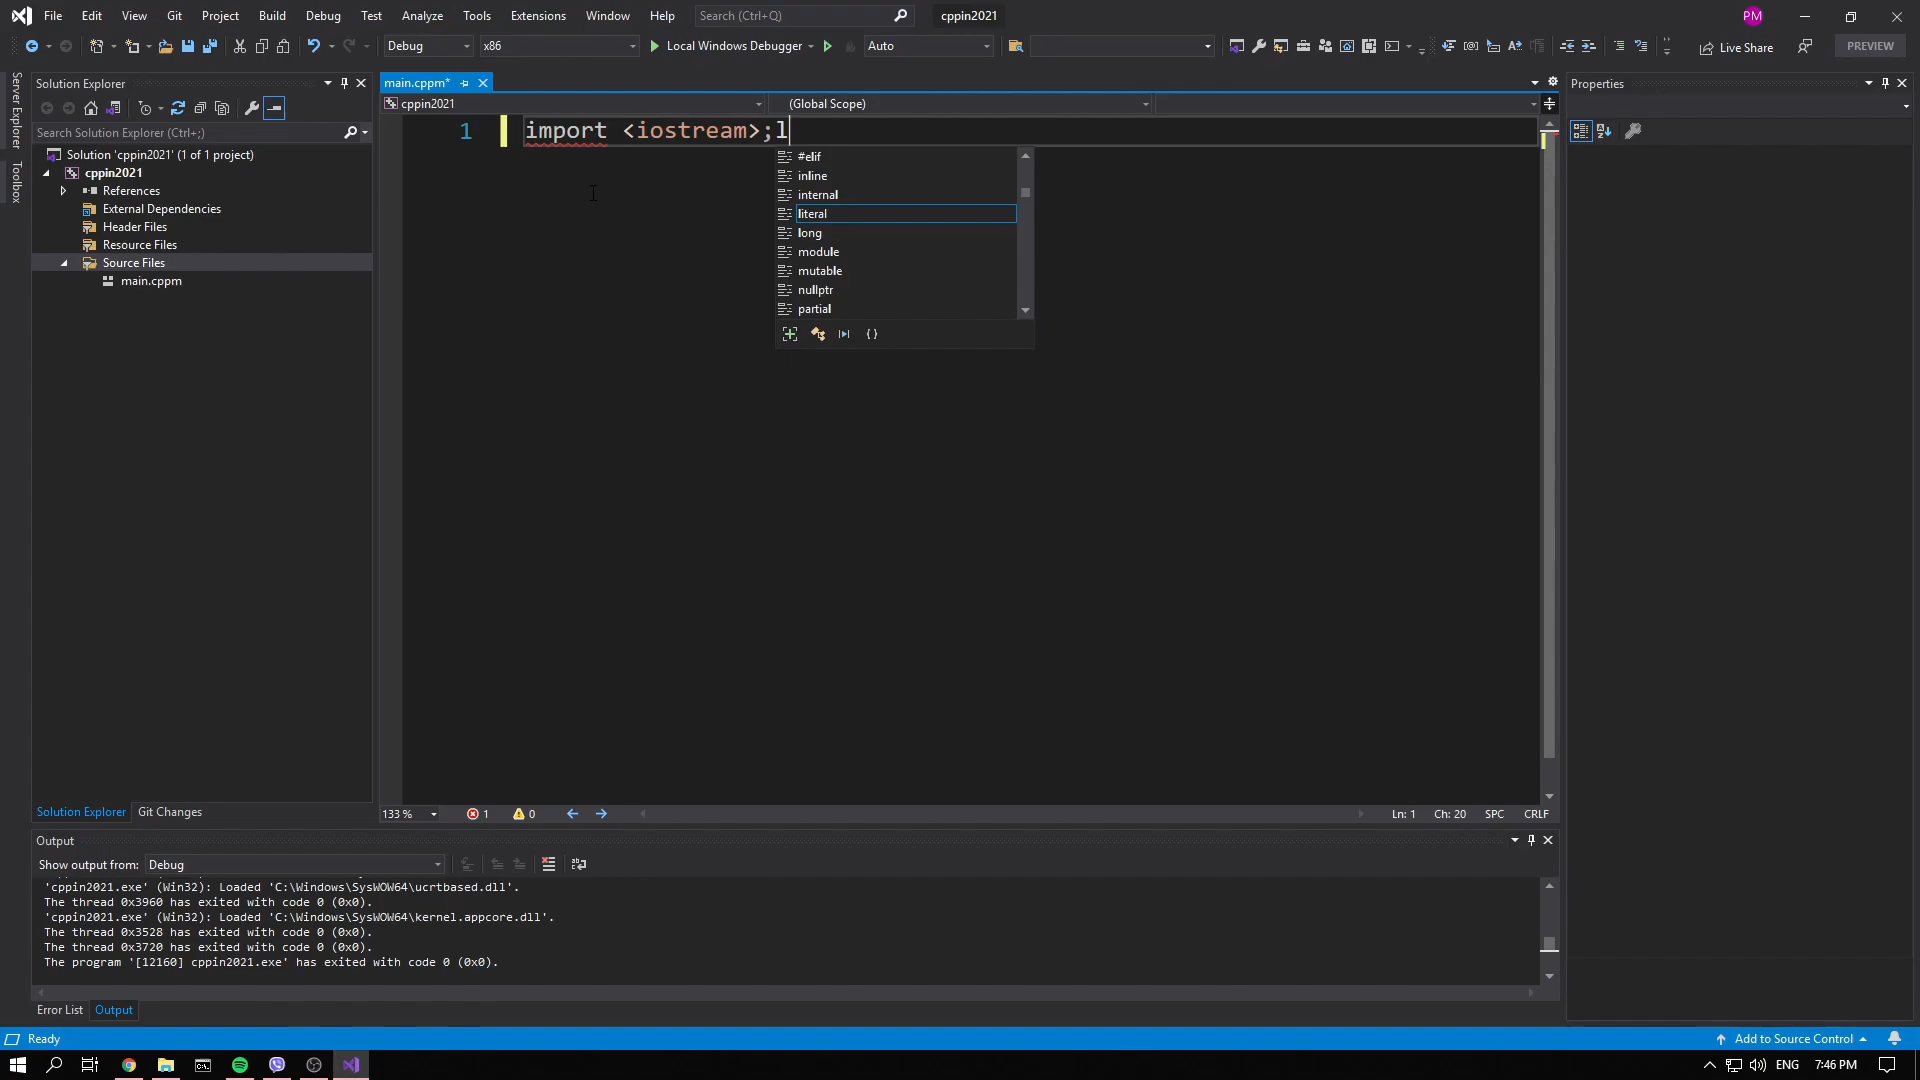 File Edit View Git Project Build Debug Test Analyze Tools Extensions Window Help Search (Ctrl+Q) cppin2021 PM
Debug x86 Local Windows Debugger Auto Live Share PREVIEW
Server Explorer
Toolbox
Solution Explorer
Search Solution Explorer (Ctrl+;)
Solution 'cppin2021' (1 of 1 project)
cppin2021
References
External Dependencies
Header Files
Resource Files
Source Files
main.cppm
Solution Explorer Git Changes
main.cppm*
cppin2021 (Global Scope)
1 import <iostream>;l
#elif
inline
internal
literal
long
module
mutable
nullptr
partial
133 % 1 0 Ln: 1 Ch: 20 SPC CRLF
Properties
Output
Show output from: Debug
'cppin2021.exe' (Win32): Loaded 'C:\Windows\SysWOW64\ucrtbased.dll'.
The thread 0x3960 has exited with code 0 (0x0).
'cppin2021.exe' (Win32): Loaded 'C:\Windows\SysWOW64\kernel.appcore.dll'.
The thread 0x3528 has exited with code 0 (0x0).
The thread 0x3720 has exited with code 0 (0x0).
The program '[12160] cppin2021.exe' has exited with code 0 (0x0).
Error List Output
Ready Add to Source Control
ENG 7:46 PM